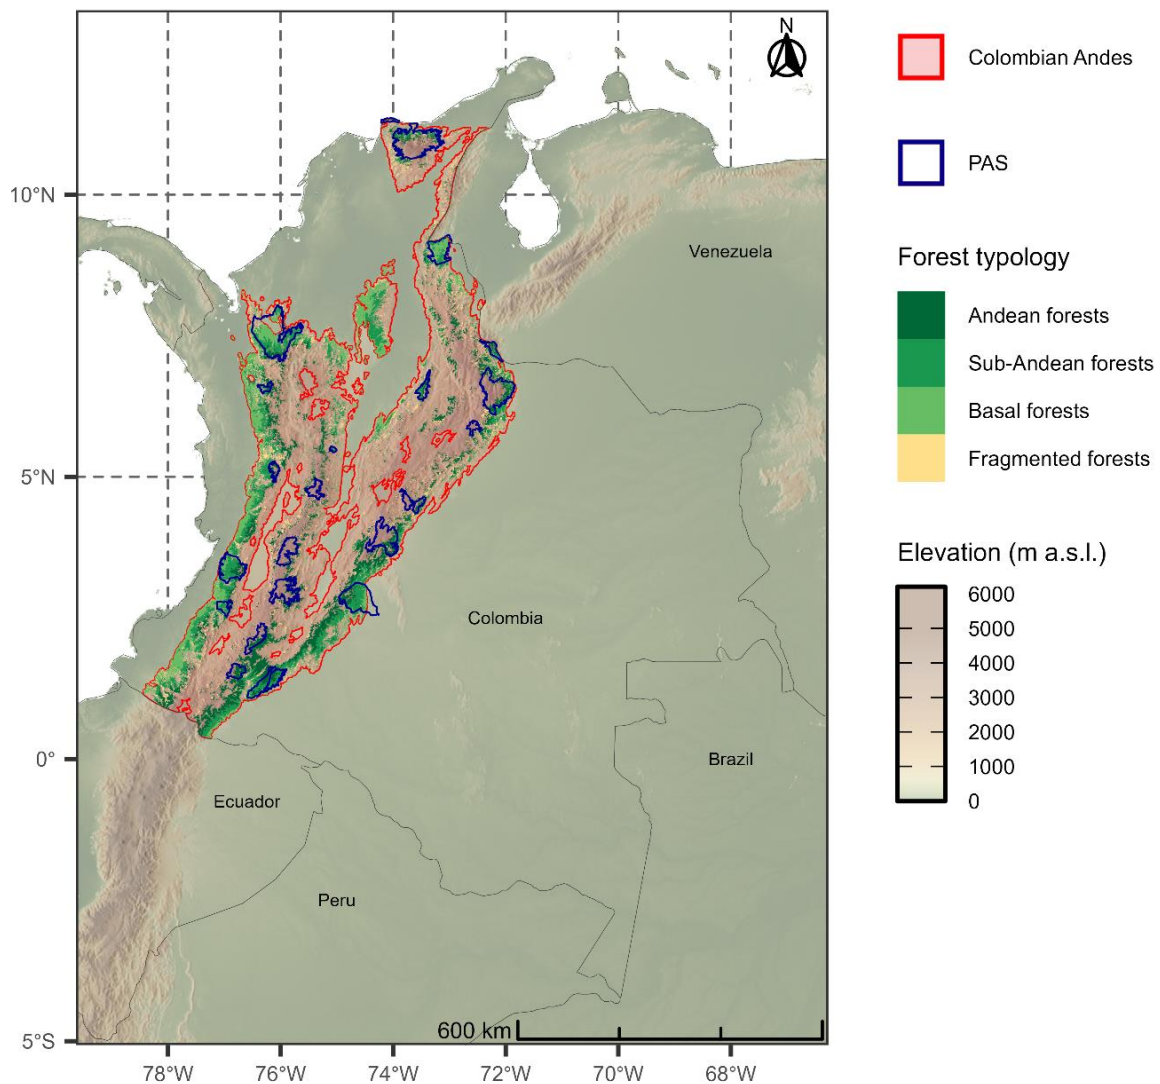 N
10°N
5°N
0°
5°S
78°W
76°W
74°W
72°W
70°W
68°W
Venezuela
Colombia
Brazil
Ecuador
Peru
600 km
Colombian Andes
PAS
Forest typology
Andean forests
Sub-Andean forests
Basal forests
Fragmented forests
Elevation (m a.s.l.)
6000
5000
4000
3000
2000
1000
0